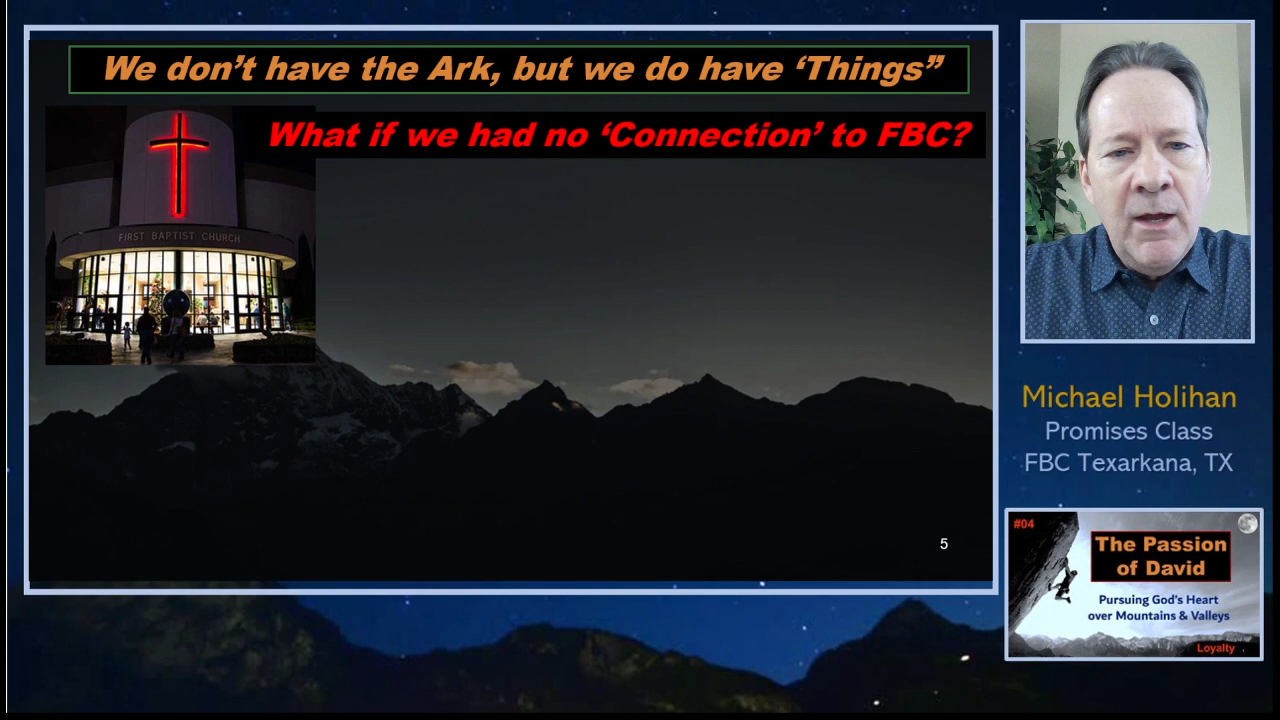 We don’t have the Ark, but we do have ‘Things”
What if we had no ‘Connection’ to FBC?
FIRST BAPTIST CHURCH
5
Michael Holihan
Promises Class
FBC Texarkana, TX
#04
The Passion
of David
Pursuing God's Heart
over Mountains & Valleys
Loyalty .